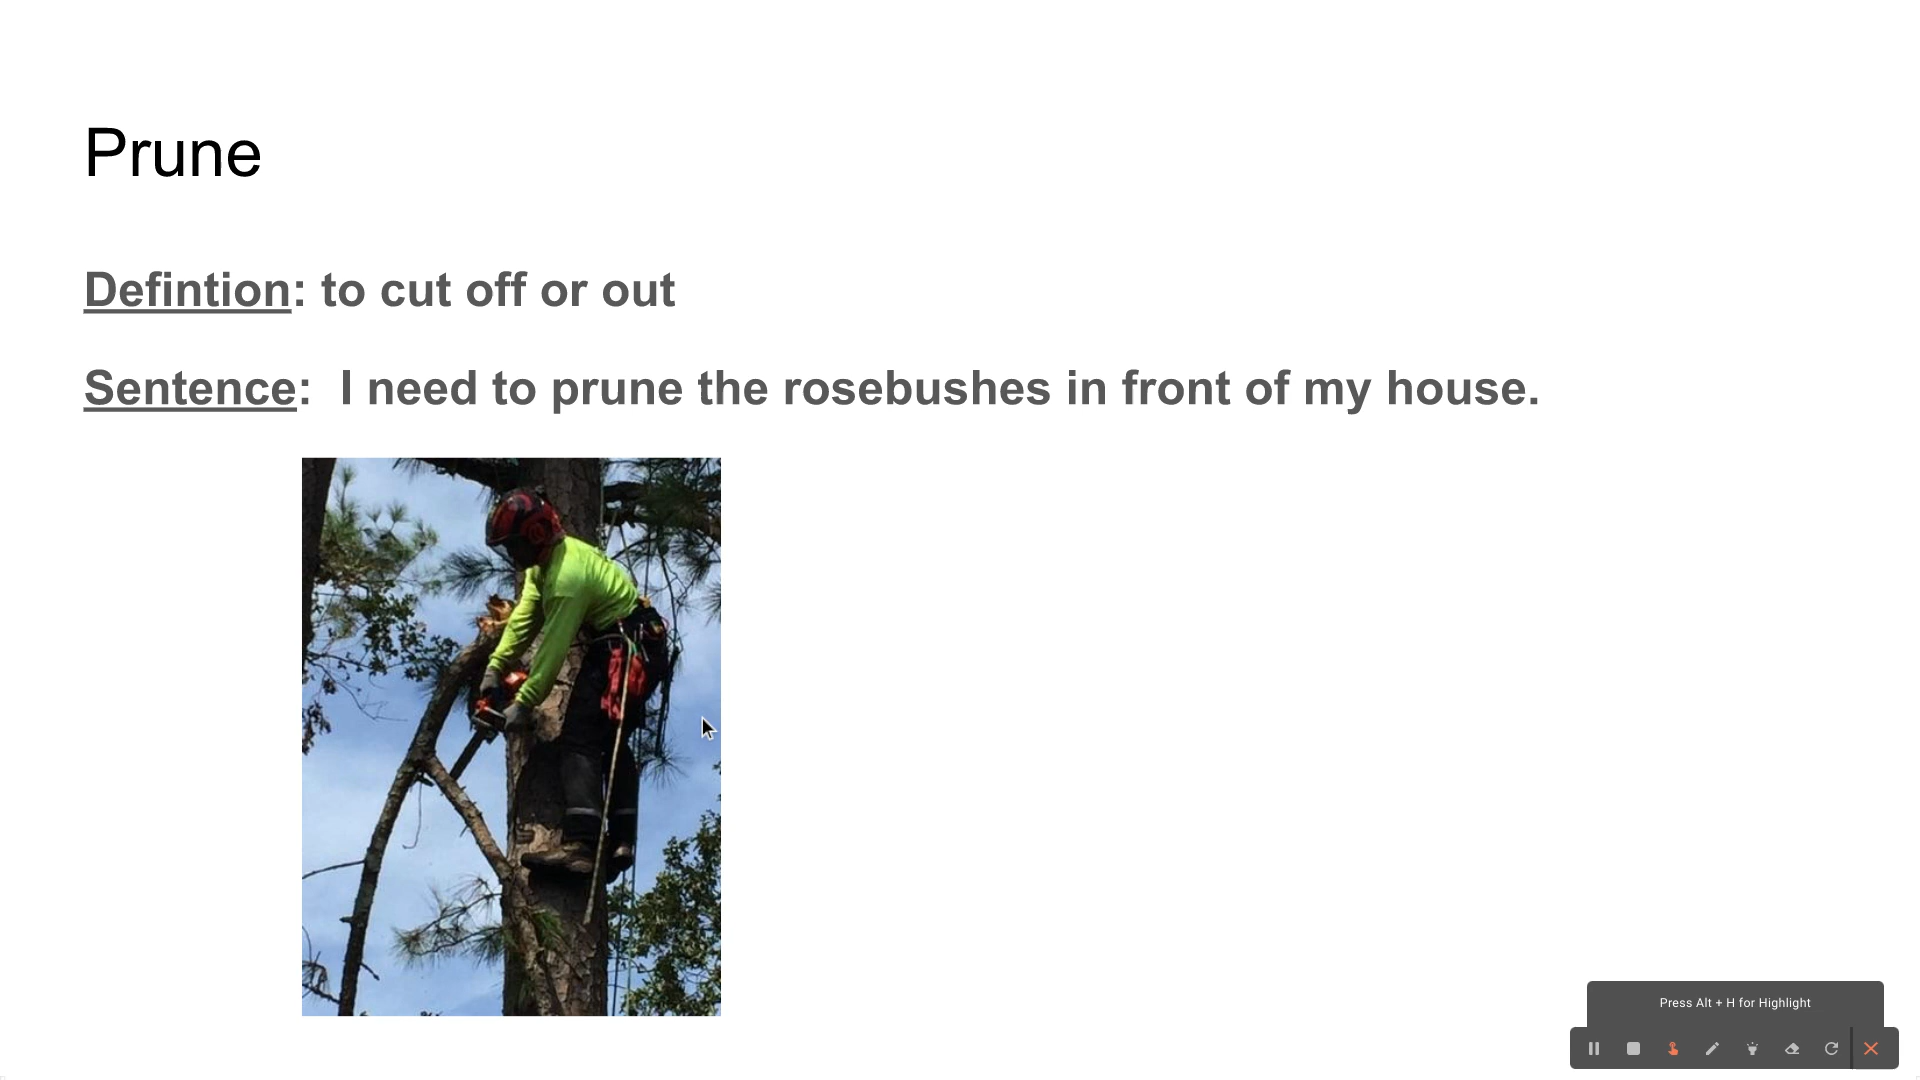 Prune
Defintion: to cut off or out
Sentence: I need to prune the rosebushes in front of my house.
Press Alt + H for Highlight